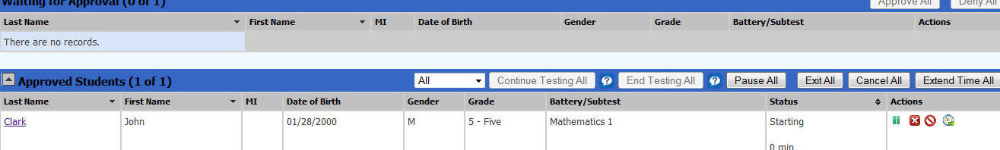 Waiting for Approval (0 of 1) Approve All Deny All
Last Name First Name MI Date of Birth Gender Grade Battery/Subtest Actions
There are no records.
Approved Students (1 of 1) All Continue Testing All ? End Testing All ? Pause All Exit All Cancel All Extend Time All
Last Name First Name MI Date of Birth Gender Grade Battery/Subtest Status Actions
Clark John 01/28/2000 M 5 - Five Mathematics 1 Starting
0 min